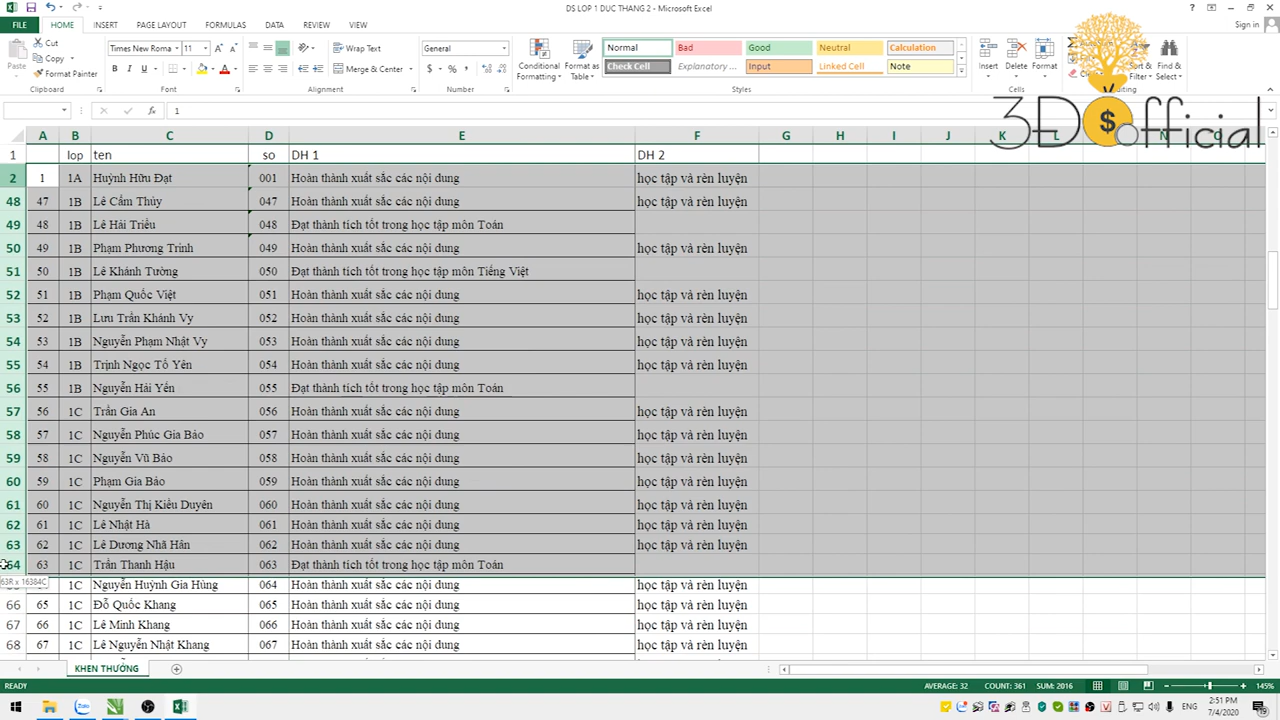 DS LOP 1 DUC THANG 2 - Microsoft Excel
FILE HOME INSERT PAGE LAYOUT FORMULAS DATA REVIEW VIEW Sign in
Cut
Copy
Format Painter
Paste
Clipboard
Times New Roma 11
B I U
Font
Wrap Text
Merge & Center
Alignment
General
Number
Conditional Formatting
Format as Table
Normal Bad Good Neutral Calculation
Check Cell Explanatory ... Input Linked Cell Note
Styles
Insert Delete Format
Cells
Sort & Filter
Find & Select
Editing
3D official
1
A B C D E F G H I J K L
1 lop ten so DH 1 DH 2
2 1 1A Huỳnh Hữu Đạt 001 Hoàn thành xuất sắc các nội dung học tập và rèn luyện
48 47 1B Lê Cẩm Thúy 047 Hoàn thành xuất sắc các nội dung học tập và rèn luyện
49 48 1B Lê Hải Triều 048 Đạt thành tích tốt trong học tập môn Toán
50 49 1B Phạm Phương Trinh 049 Hoàn thành xuất sắc các nội dung học tập và rèn luyện
51 50 1B Lê Khánh Tường 050 Đạt thành tích tốt trong học tập môn Tiếng Việt
52 51 1B Phạm Quốc Việt 051 Hoàn thành xuất sắc các nội dung học tập và rèn luyện
53 52 1B Lưu Trần Khánh Vy 052 Hoàn thành xuất sắc các nội dung học tập và rèn luyện
54 53 1B Nguyễn Phạm Nhật Vy 053 Hoàn thành xuất sắc các nội dung học tập và rèn luyện
55 54 1B Trịnh Ngọc Tố Yên 054 Hoàn thành xuất sắc các nội dung học tập và rèn luyện
56 55 1B Nguyễn Hải Yến 055 Đạt thành tích tốt trong học tập môn Toán
57 56 1C Trần Gia An 056 Hoàn thành xuất sắc các nội dung học tập và rèn luyện
58 57 1C Nguyễn Phúc Gia Bảo 057 Hoàn thành xuất sắc các nội dung học tập và rèn luyện
59 58 1C Nguyễn Vũ Bảo 058 Hoàn thành xuất sắc các nội dung học tập và rèn luyện
60 59 1C Phạm Gia Bảo 059 Hoàn thành xuất sắc các nội dung học tập và rèn luyện
61 60 1C Nguyễn Thị Kiều Duyên 060 Hoàn thành xuất sắc các nội dung học tập và rèn luyện
62 61 1C Lê Nhật Hà 061 Hoàn thành xuất sắc các nội dung học tập và rèn luyện
63 62 1C Lê Dương Nhã Hân 062 Hoàn thành xuất sắc các nội dung học tập và rèn luyện
64 63 1C Trần Thanh Hậu 063 Đạt thành tích tốt trong học tập môn Toán
63R x 16384C 1C Nguyễn Huỳnh Gia Hùng 064 Hoàn thành xuất sắc các nội dung học tập và rèn luyện
66 65 1C Đỗ Quốc Khang 065 Hoàn thành xuất sắc các nội dung học tập và rèn luyện
67 66 1C Lê Minh Khang 066 Hoàn thành xuất sắc các nội dung học tập và rèn luyện
68 67 1C Lê Nguyễn Nhật Khang 067 Hoàn thành xuất sắc các nội dung học tập và rèn luyện
KHEN THƯỞNG
READY AVERAGE: 32 COUNT: 361 SUM: 2016 145%
Zalo
ENG
2:51 PM
7/4/2020
19